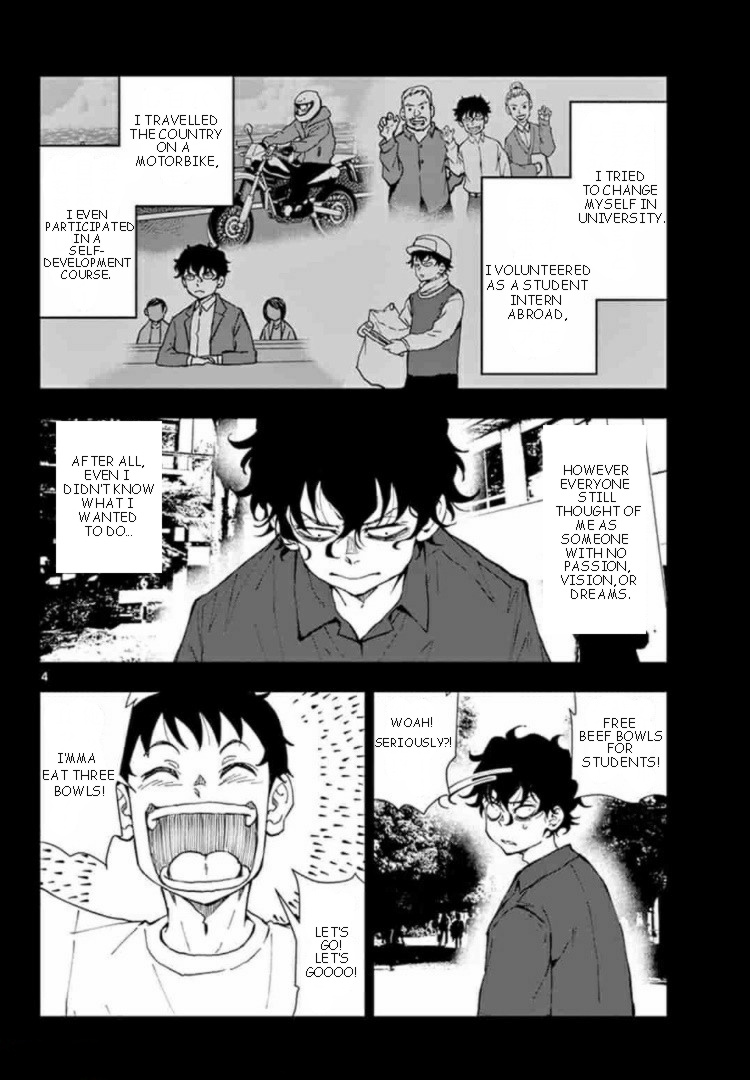 I TRIED
TO CHANGE
MYSELF IN
UNIVERSITY.
I VOLUNTEERED
AS A STUDENT
INTERN
ABROAD,
I TRAVELLED
THE COUNTRY
ON A
MOTORBIKE,
I EVEN
PARTICIPATED
IN A
SELF-
DEVELOPMENT
COURSE.
HOWEVER
EVERYONE
STILL
THOUGHT OF
ME AS
SOMEONE
WITH NO
PASSION,
VISION, OR
DREAMS.
AFTER ALL,
EVEN I
DIDN'T KNOW
WHAT I
WANTED
TO DO...
4
FREE
BEEF BOWLS
FOR
STUDENTS!
WOAH!
SERIOUSLY?!
I'MMA
EAT THREE
BOWLS!
LET'S
GO!
LET'S
GOOOO!